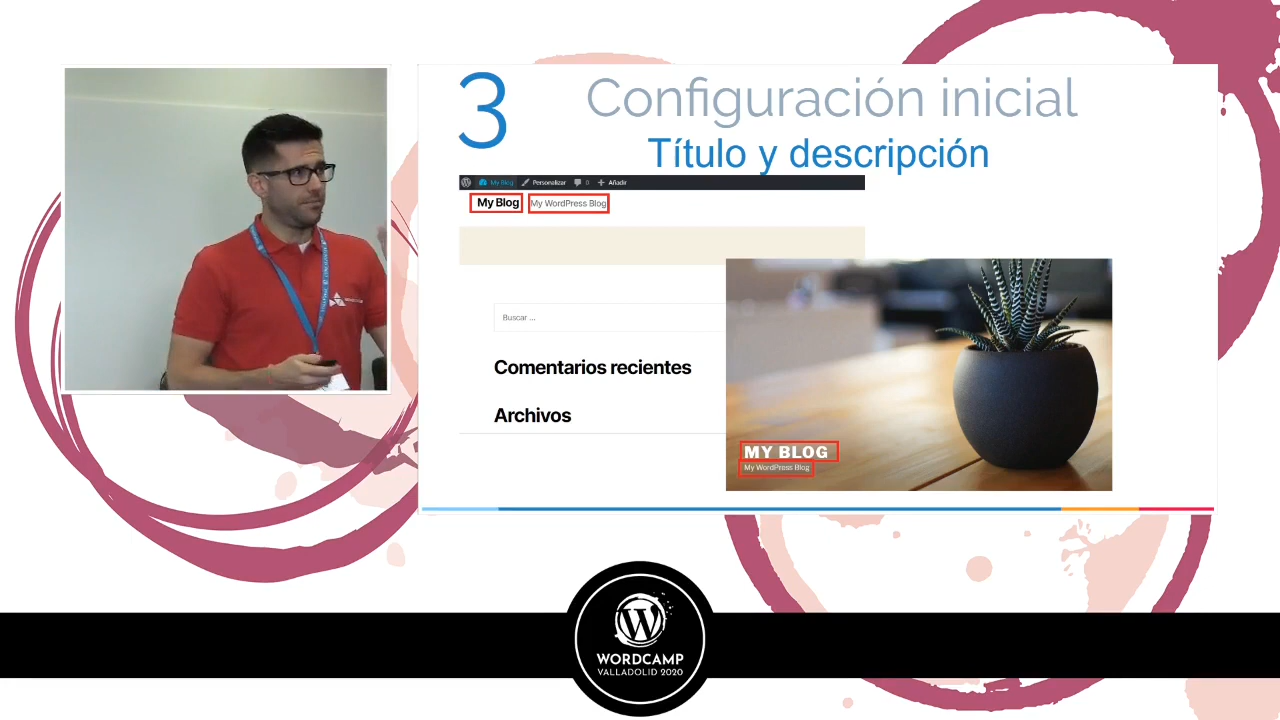 3
Configuración inicial
Título y descripción
My Blog Personalizar 0 Añadir
My Blog My WordPress Blog
Buscar ...
Comentarios recientes
Archivos
MY BLOG
My WordPress Blog
WORDCAMP
VALLADOLID 2020